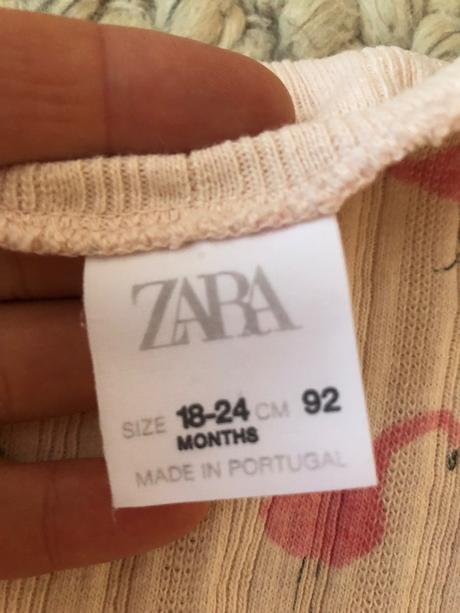 ZARA
SIZE 18-24 CM 92
MONTHS
MADE IN PORTUGAL